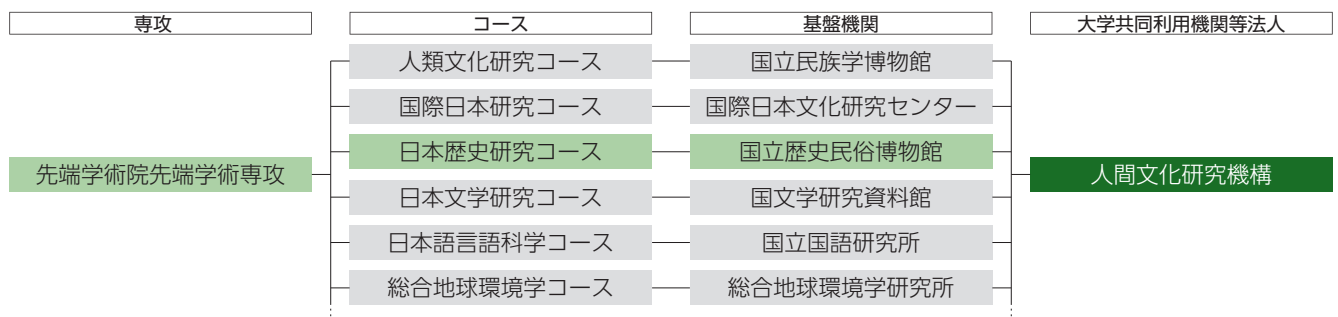 専攻 コース 基盤機関 大学共同利用機関等法人
人類文化研究コース 国立民族学博物館
国際日本研究コース 国際日本文化研究センター
日本歴史研究コース 国立歴史民俗博物館
先端学術院先端学術専攻 人間文化研究機構
日本文学研究コース 国文学研究資料館
日本語言語科学コース 国立国語研究所
総合地球環境学コース 総合地球環境学研究所